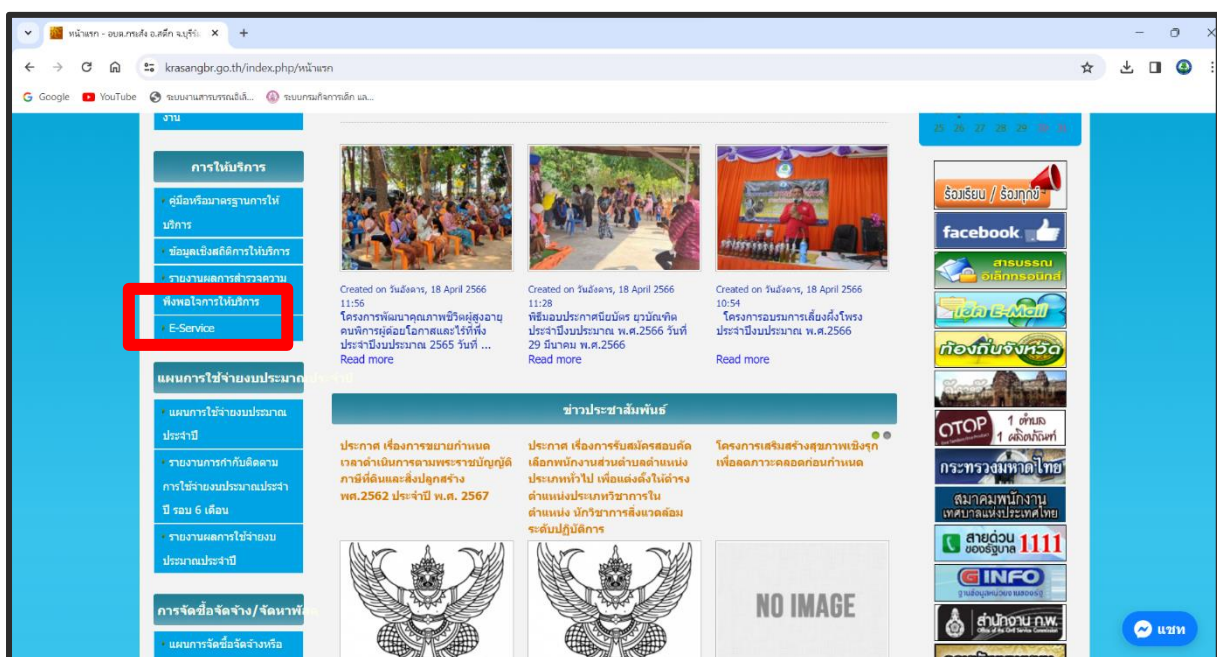 หน้าแรก - อบต.กระสัง อ.สตึก จ.บุรีรัม
krasangbr.go.th/index.php/หน้าแรก
Google
YouTube
ระบบงานสารบรรณอิเล็...
ระบบกรมกิจการเด็ก แล...
งาน
การให้บริการ
คู่มือหรือมาตรฐานการให้
บริการ
ข้อมูลเชิงสถิติการให้บริการ
รายงานผลการสำรวจความ
พึงพอใจการให้บริการ
E-Service
แผนการใช้จ่ายงบประมาณประจำปี
แผนการใช้จ่ายงบประมาณ
ประจำปี
รายงานการกำกับติดตาม
การใช้จ่ายงบประมาณประจำ
ปี รอบ 6 เดือน
รายงานผลการใช้จ่ายงบ
ประมาณประจำปี
การจัดซื้อจัดจ้าง/จัดหาพัส
แผนการจัดซื้อจัดจ้างหรือ
Created on วันอังคาร, 18 April 2566
11:56
โครงการพัฒนาคุณภาพชีวิตผู้สูงอายุ
คนพิการผู้ด้อยโอกาสและไร้ที่พึ่ง
ประจำปีงบประมาณ 2565 วันที่ ...
Read more
Created on วันอังคาร, 18 April 2566
11:28
พิธีมอบประกาศนียบัตร ยุวบัณฑิต
ประจำปีงบประมาณ พ.ศ.2566 วันที่
29 มีนาคม พ.ศ.2566
Read more
Created on วันอังคาร, 18 April 2566
10:54
โครงการอบรมการเลี้ยงผึ้งโพรง
ประจำปีงบประมาณ พ.ศ.2566
Read more
ข่าวประชาสัมพันธ์
ประกาศ เรื่องการขยายกำหนด
เวลาดำเนินการตามพระราชบัญญัติ
ภาษีที่ดินและสิ่งปลูกสร้าง
พศ.2562 ประจำปี พ.ศ. 2567
ประกาศ เรื่องการรับสมัครสอบคัด
เลือกพนักงานส่วนตำบลตำแหน่ง
ประเภททั่วไป เพื่อแต่งตั้งให้ดำรง
ตำแหน่งประเภทวิชาการใน
ตำแหน่ง นักวิชาการสิ่งแวดล้อม
ระดับปฏิบัติการ
โครงการเสริมสร้างสุขภาพเชิงรุก
เพื่อลดภาวะคลอดก่อนกำหนด
NO IMAGE
25 26 27 28 29 30 31
ร้องเรียน / ร้องทุกข์
facebook
สารบรรณ
อิเล็กทรอนิกส์
เช็ค E-Mail
ท้องถิ่นจังหวัด
OTOP 1 ตำบล
1 ผลิตภัณฑ์
กระทรวงมหาดไทย
สมาคมพนักงาน
เทศบาลแห่งประเทศไทย
สายด่วน
ของรัฐบาล 1111
GINFO
ฐานข้อมูลหน่วยงานของรัฐ
สำนักงาน ก.พ.
Office of the Civil Service Commission
แชท